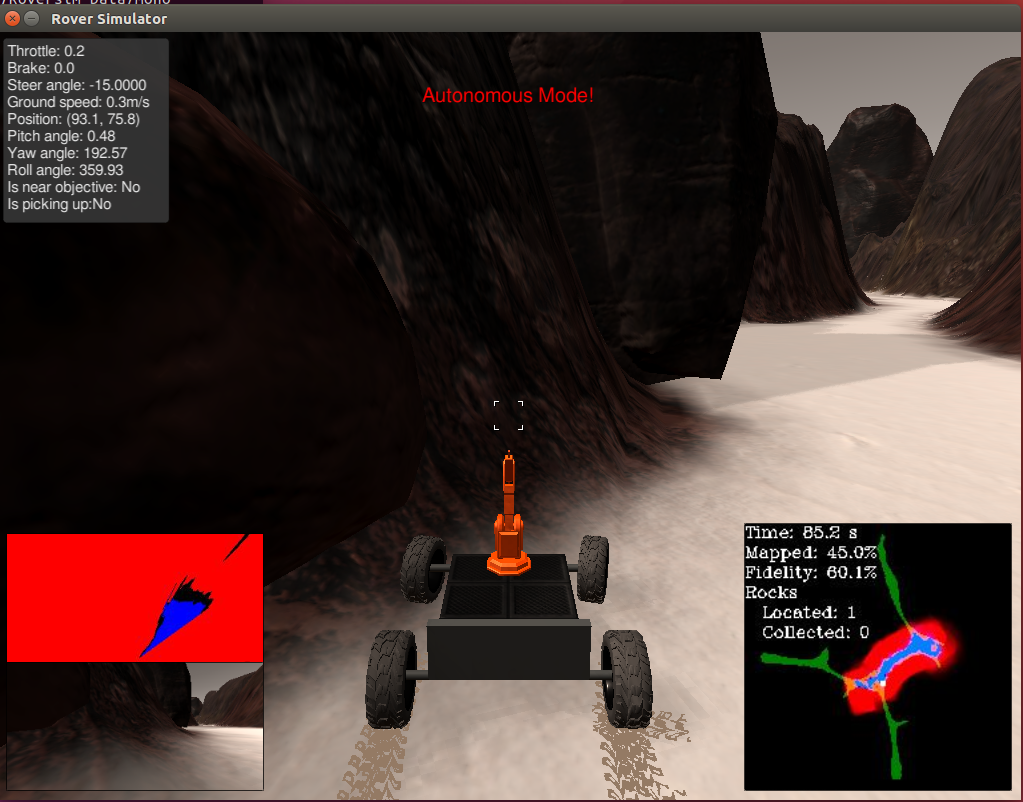 Rover Simulator
Throttle: 0.2
Brake: 0.0
Steer angle: -15.0000
Ground speed: 0.3m/s
Position: (93.1, 75.8)
Pitch angle: 0.48
Yaw angle: 192.57
Roll angle: 359.93
Is near objective: No
Is picking up:No
Autonomous Mode!
Time: 85.2 s
Mapped: 45.0%
Fidelity: 60.1%
Rocks
Located: 1
Collected: 0